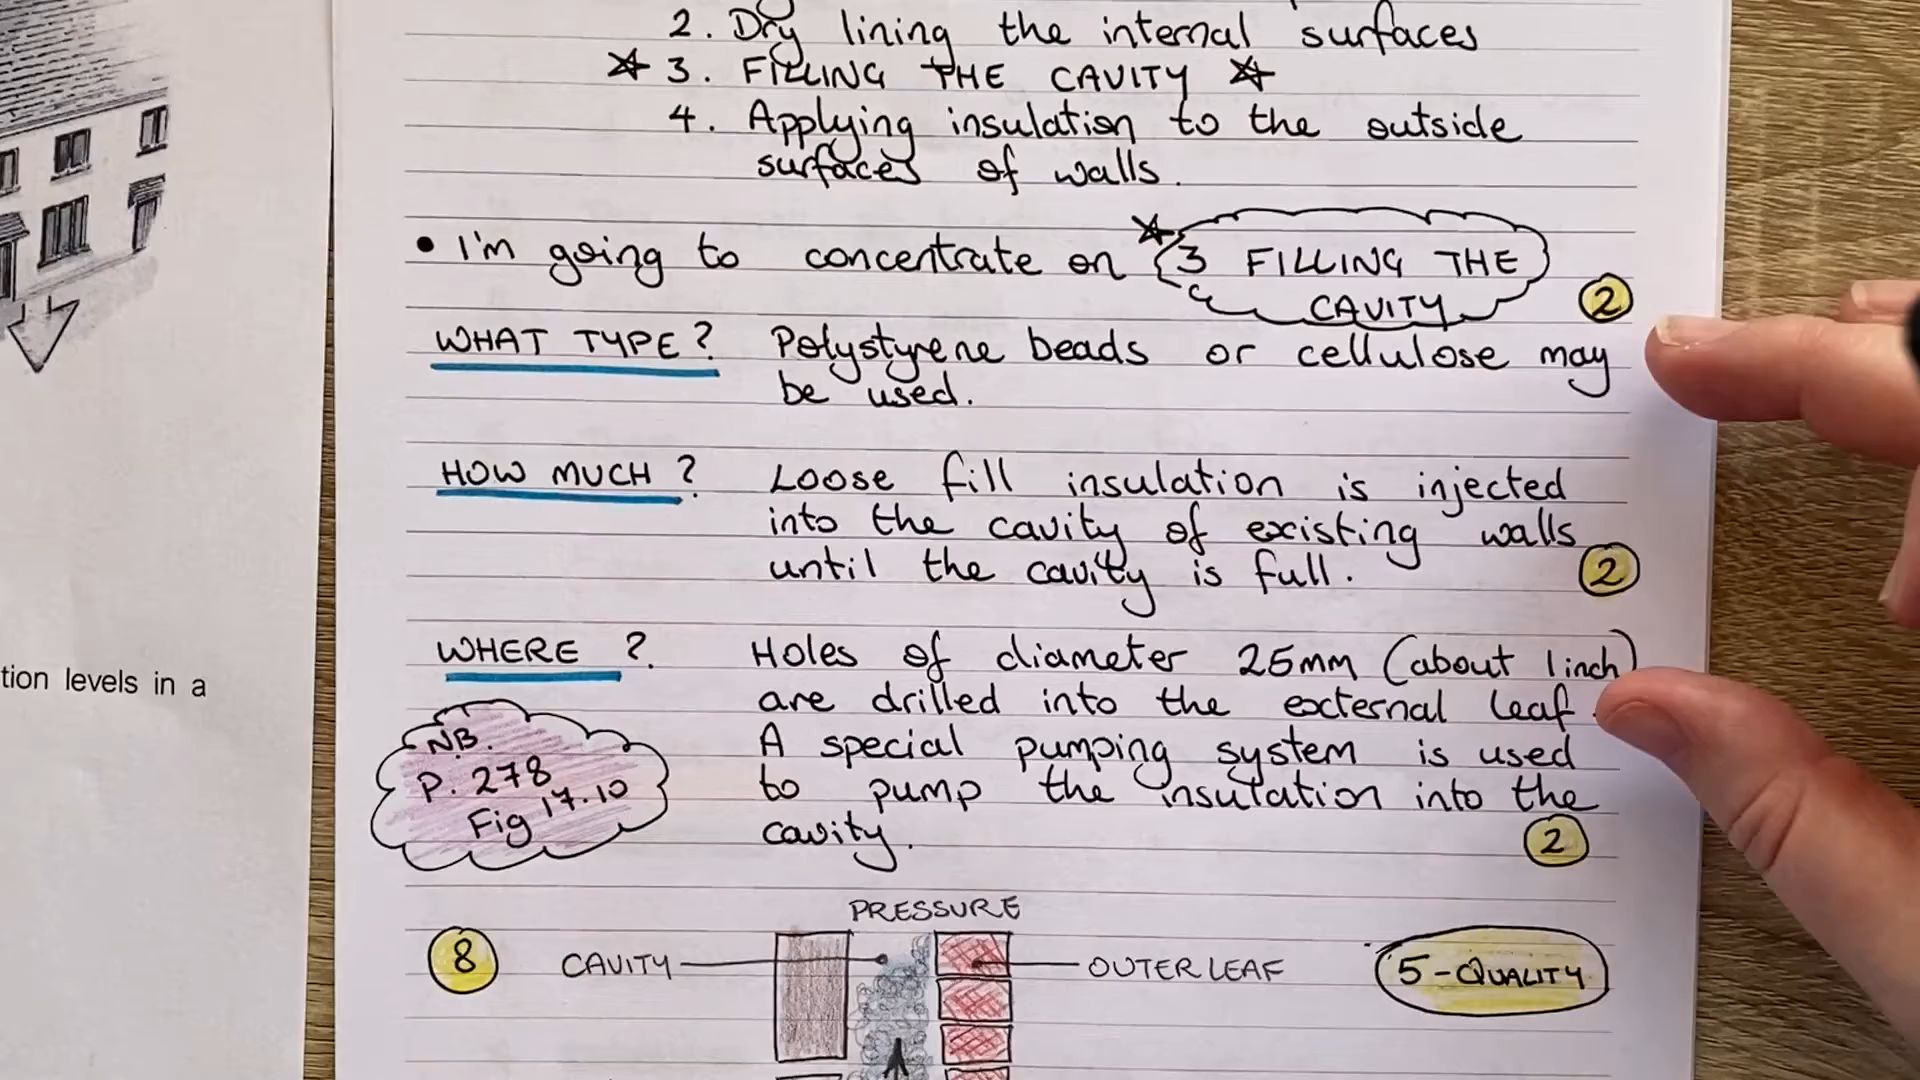 2. Dry lining the internal surfaces
3. FILLING THE CAVITY
4. Applying insulation to the outside
surfaces of walls.
• I'm going to concentrate on 3 FILLING THE
CAVITY
2
WHAT TYPE? Polystyrene beads or cellulose may
be used.
HOW MUCH? Loose fill insulation is injected
into the cavity of existing walls
until the cavity is full.
2
WHERE? Holes of diameter 25mm (about 1 inch)
are drilled into the external leaf.
A special pumping system is used
to pump the insulation into the
cavity.
2
NB.
P. 278
Fig 17.10
tion levels in a
PRESSURE
8
CAVITY
OUTER LEAF
5-QUALITY